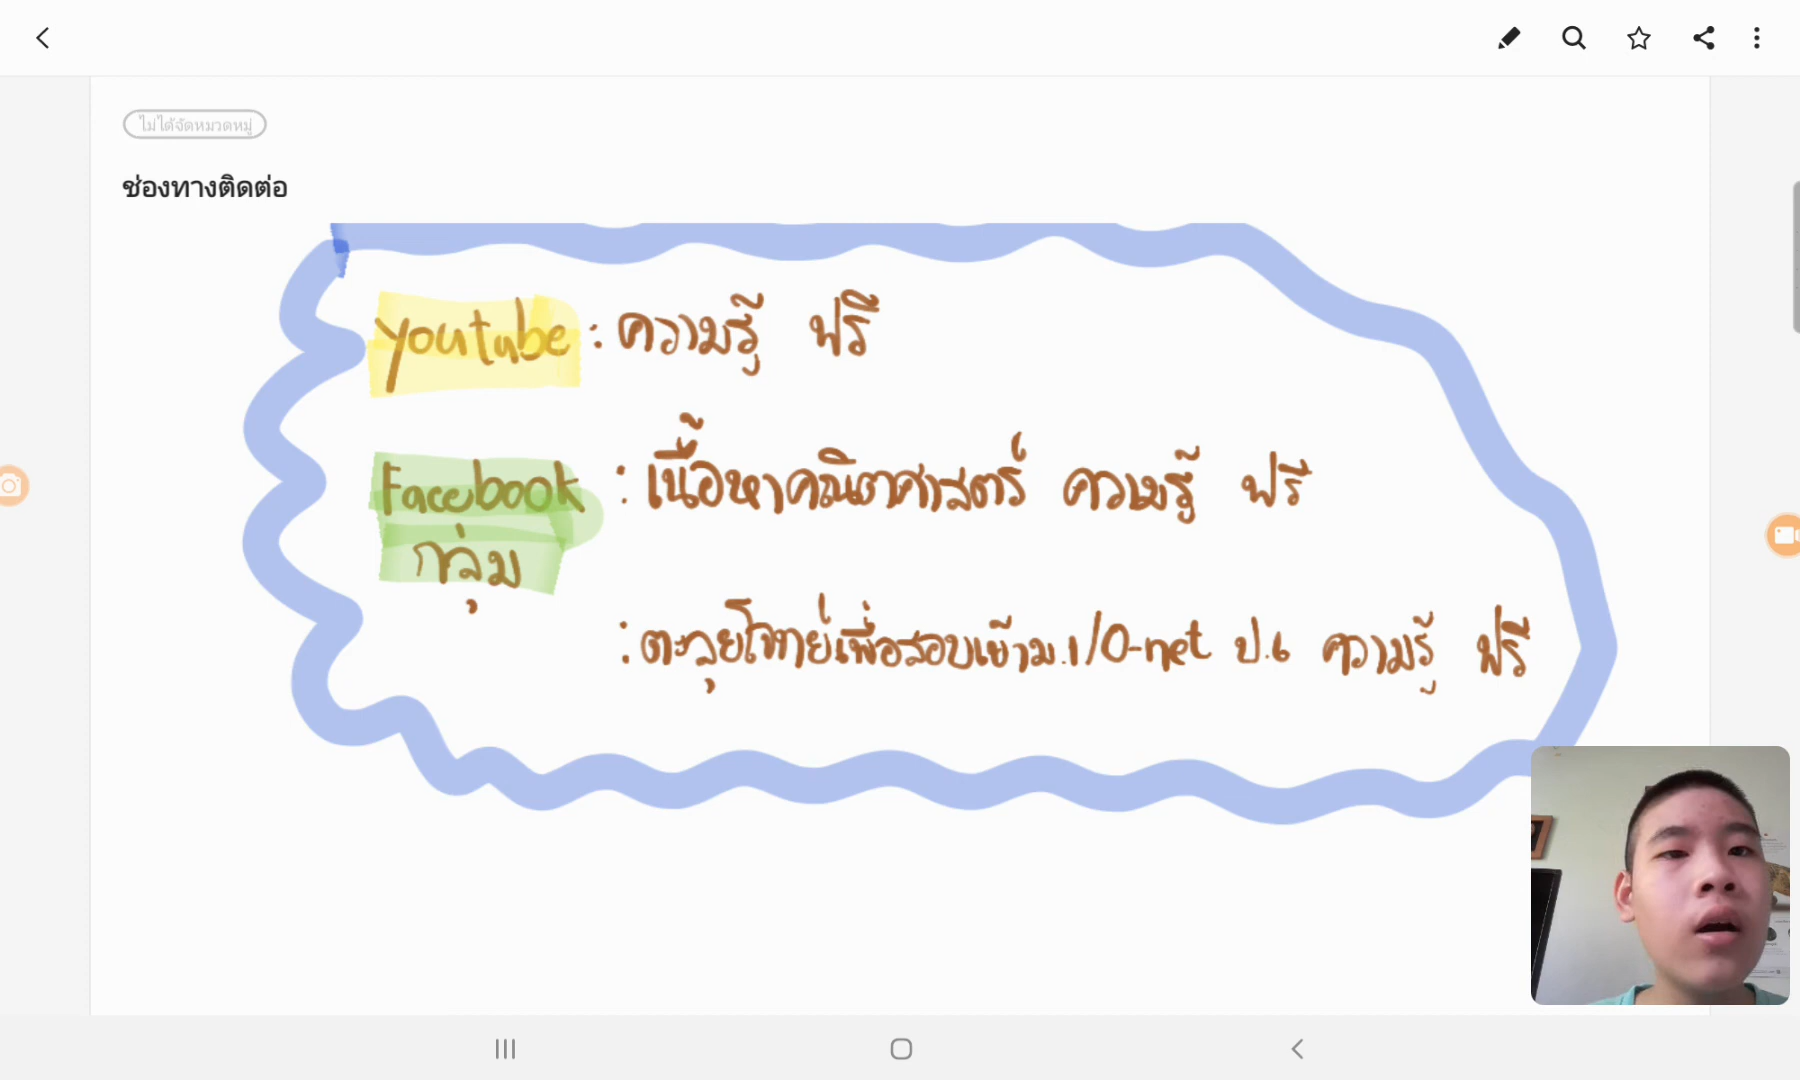 ไม่ได้จัดหมวดหมู่
ช่องทางติดต่อ
youtube : ความรู้ ฟรี
Facebook : เนื้อหาคณิตศาสตร์ ความรู้ ฟรี
กลุ่ม
: ตะลุยโจทย์เพื่อสอบเข้าม.1/O-net ป.6 ความรู้ ฟรี